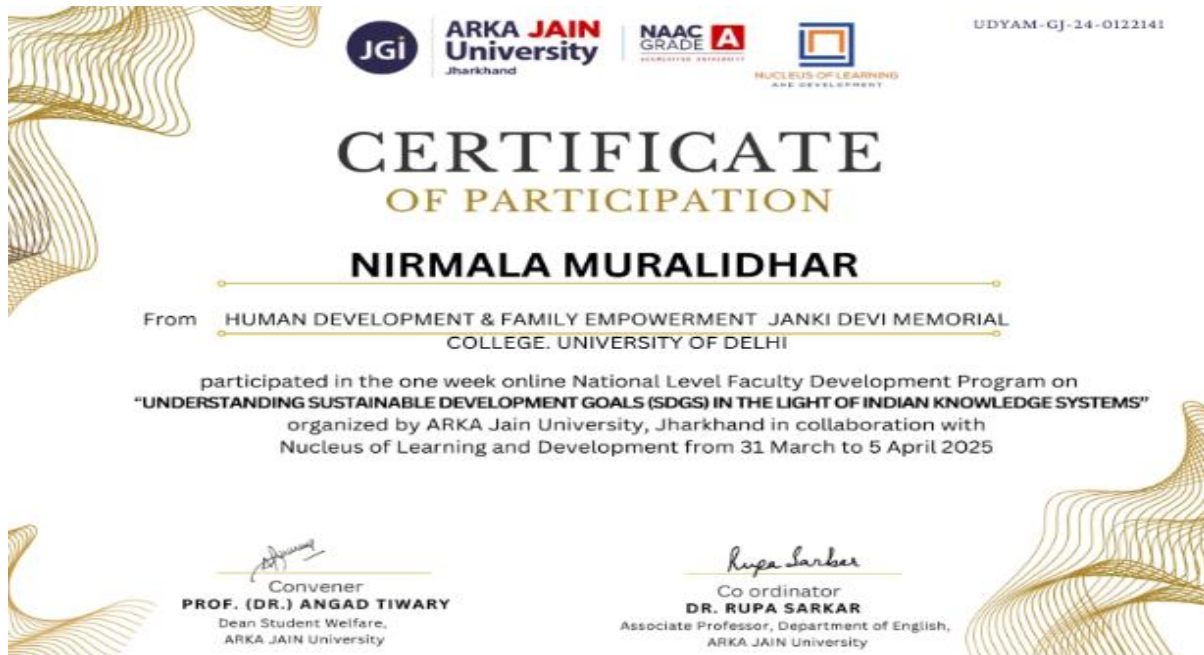 UDYAM-GJ-24-0122141
JGi
ARKA JAIN
University
Jharkhand
NAAC
GRADE A
ACCREDITED UNIVERSITY
NUCLEUS OF LEARNING
AND DEVELOPMENT
CERTIFICATE
OF PARTICIPATION
NIRMALA MURALIDHAR
From HUMAN DEVELOPMENT & FAMILY EMPOWERMENT JANKI DEVI MEMORIAL
COLLEGE. UNIVERSITY OF DELHI
participated in the one week online National Level Faculty Development Program on
“UNDERSTANDING SUSTAINABLE DEVELOPMENT GOALS (SDGS) IN THE LIGHT OF INDIAN KNOWLEDGE SYSTEMS”
organized by ARKA Jain University, Jharkhand in collaboration with
Nucleus of Learning and Development from 31 March to 5 April 2025
Convener
PROF. (DR.) ANGAD TIWARY
Dean Student Welfare,
ARKA JAIN University
Rupa Sarkar
Co ordinator
DR. RUPA SARKAR
Associate Professor, Department of English,
ARKA JAIN University